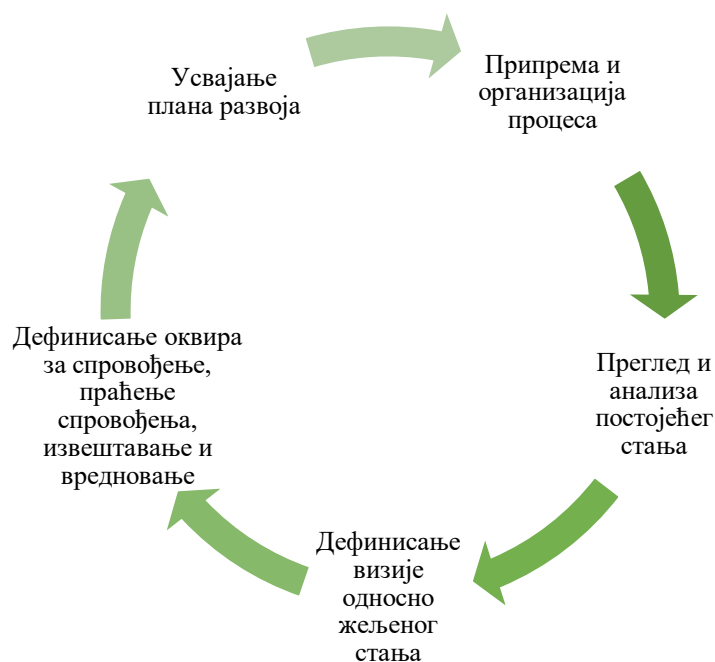 Усвајање
плана развоја
Припрема и
организација
процеса
Преглед и
анализа
постојећег
стања
Дефинисање
визије
односно
жељеног
стања
Дефинисање оквира
за спровођење,
праћење
спровођења,
извештавање и
вредновање